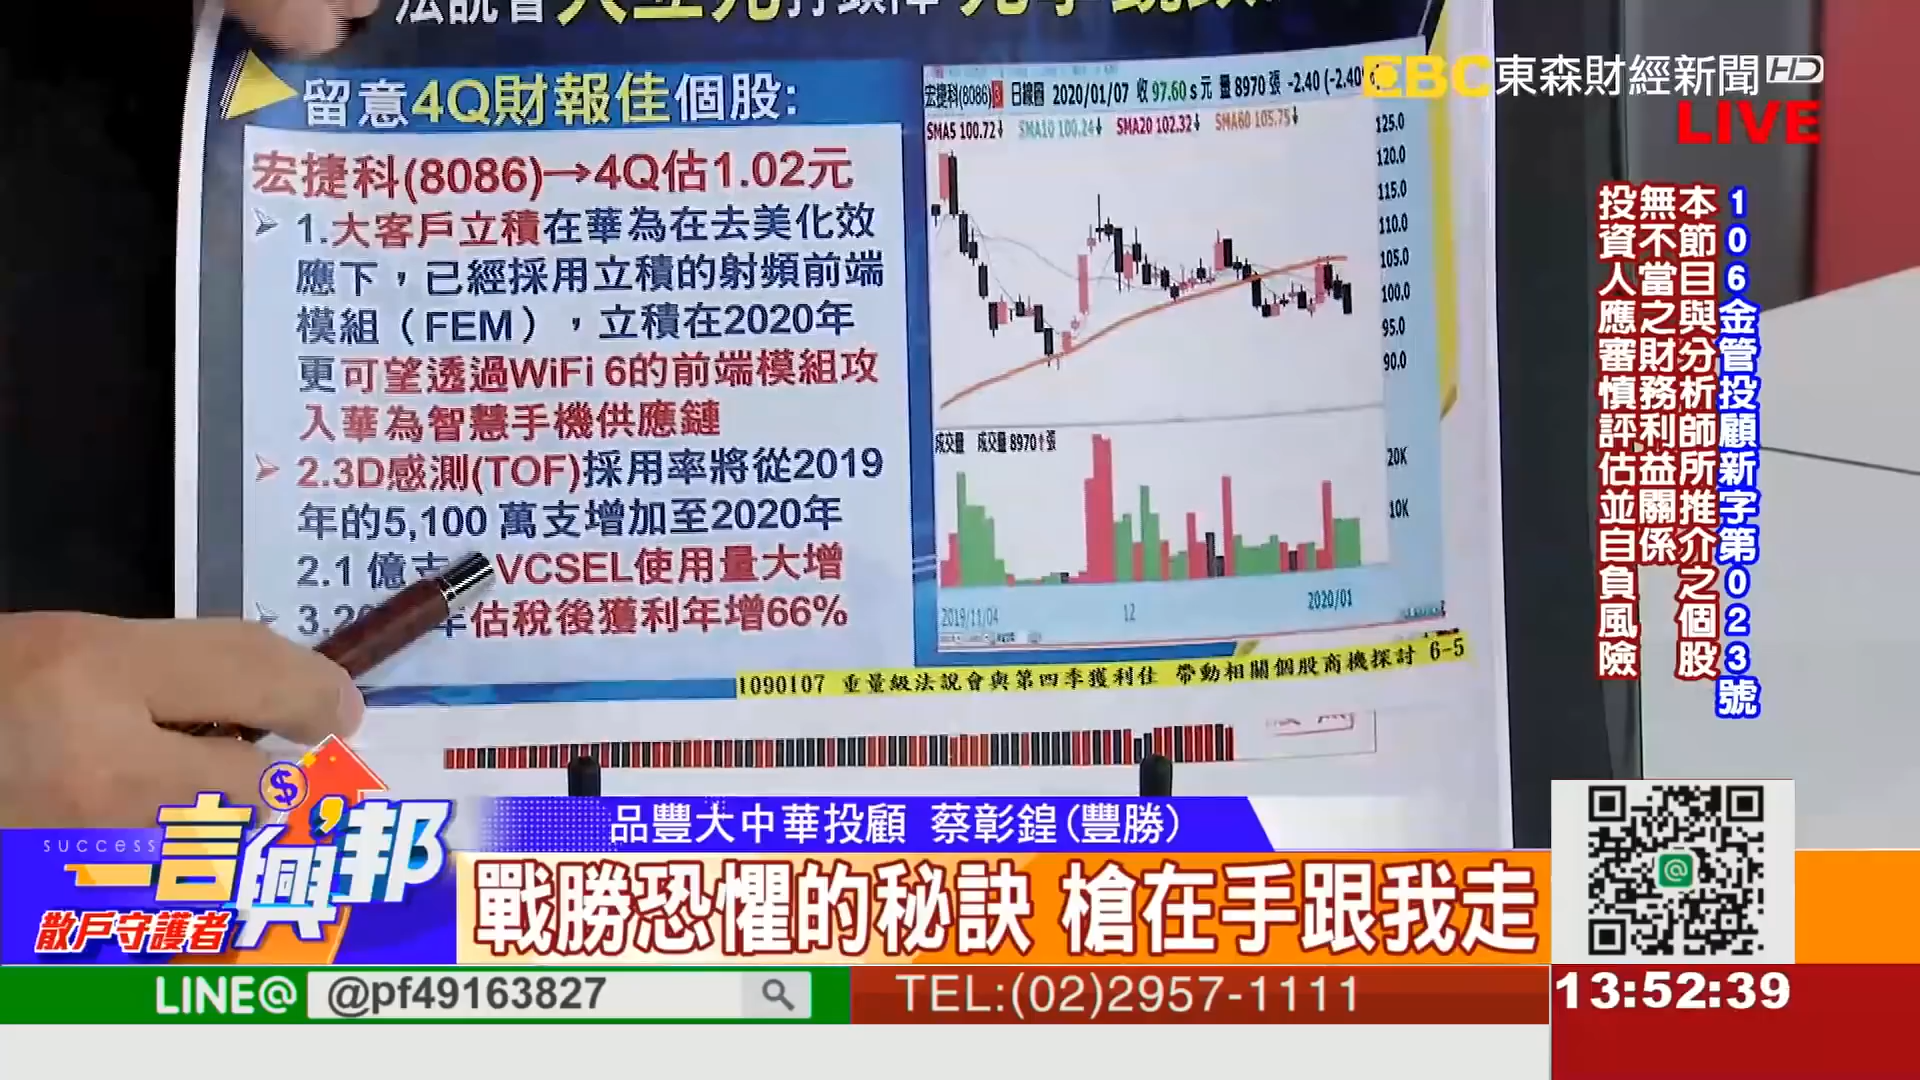 留意4Q財報佳個股:
宏捷科(8086)→4Q估1.02元
1.大客戶立積在華為在去美化效
應下，已經採用立積的射頻前端
模組（FEM），立積在2020年
更可望透過WiFi 6的前端模組攻
入華為智慧手機供應鏈
2.3D感測(TOF)採用率將從2019
年的5,100 萬支增加至2020年
2.1 億支 VCSEL使用量大增
3.20 年估稅後獲利年增66%
宏捷科(8086) 日線圖 2020/01/07 收 97.60 s 元 量 8970 張 -2.40 (-2.40
SMA5 100.72↓ SMA10 100.24↓ SMA20 102.32↓ SMA60 105.75↓
125.0
120.0
115.0
110.0
105.0
100.0
95.0
90.0
成交量 成交量 8970↑張
20K
10K
2019/11/04 12 2020/01
1090107 重量級法說會與第四季獲利佳 帶動相關個股商機探討 6-5
EBC 東森財經新聞 HD
LIVE
106金管投顧新字第023號
本節目與分析師所推介之個股
無不當之財務利益關係
投資人應審慎評估並自負風險
success
一言興邦
散戶守護者
品豐大中華投顧 蔡彰鍠(豐勝)
戰勝恐懼的秘訣 槍在手跟我走
LINE@ @pf49163827
TEL:(02)2957-1111
13:52:39